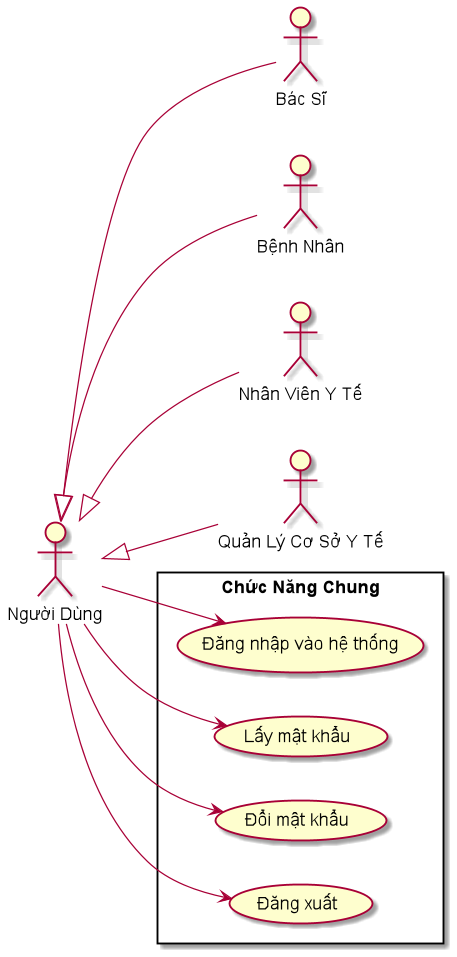 Bác Sĩ
Bệnh Nhân
Nhân Viên Y Tế
Quản Lý Cơ Sở Y Tế
Người Dùng
Chức Năng Chung
Đăng nhập vào hệ thống
Lấy mật khẩu
Đổi mật khẩu
Đăng xuất